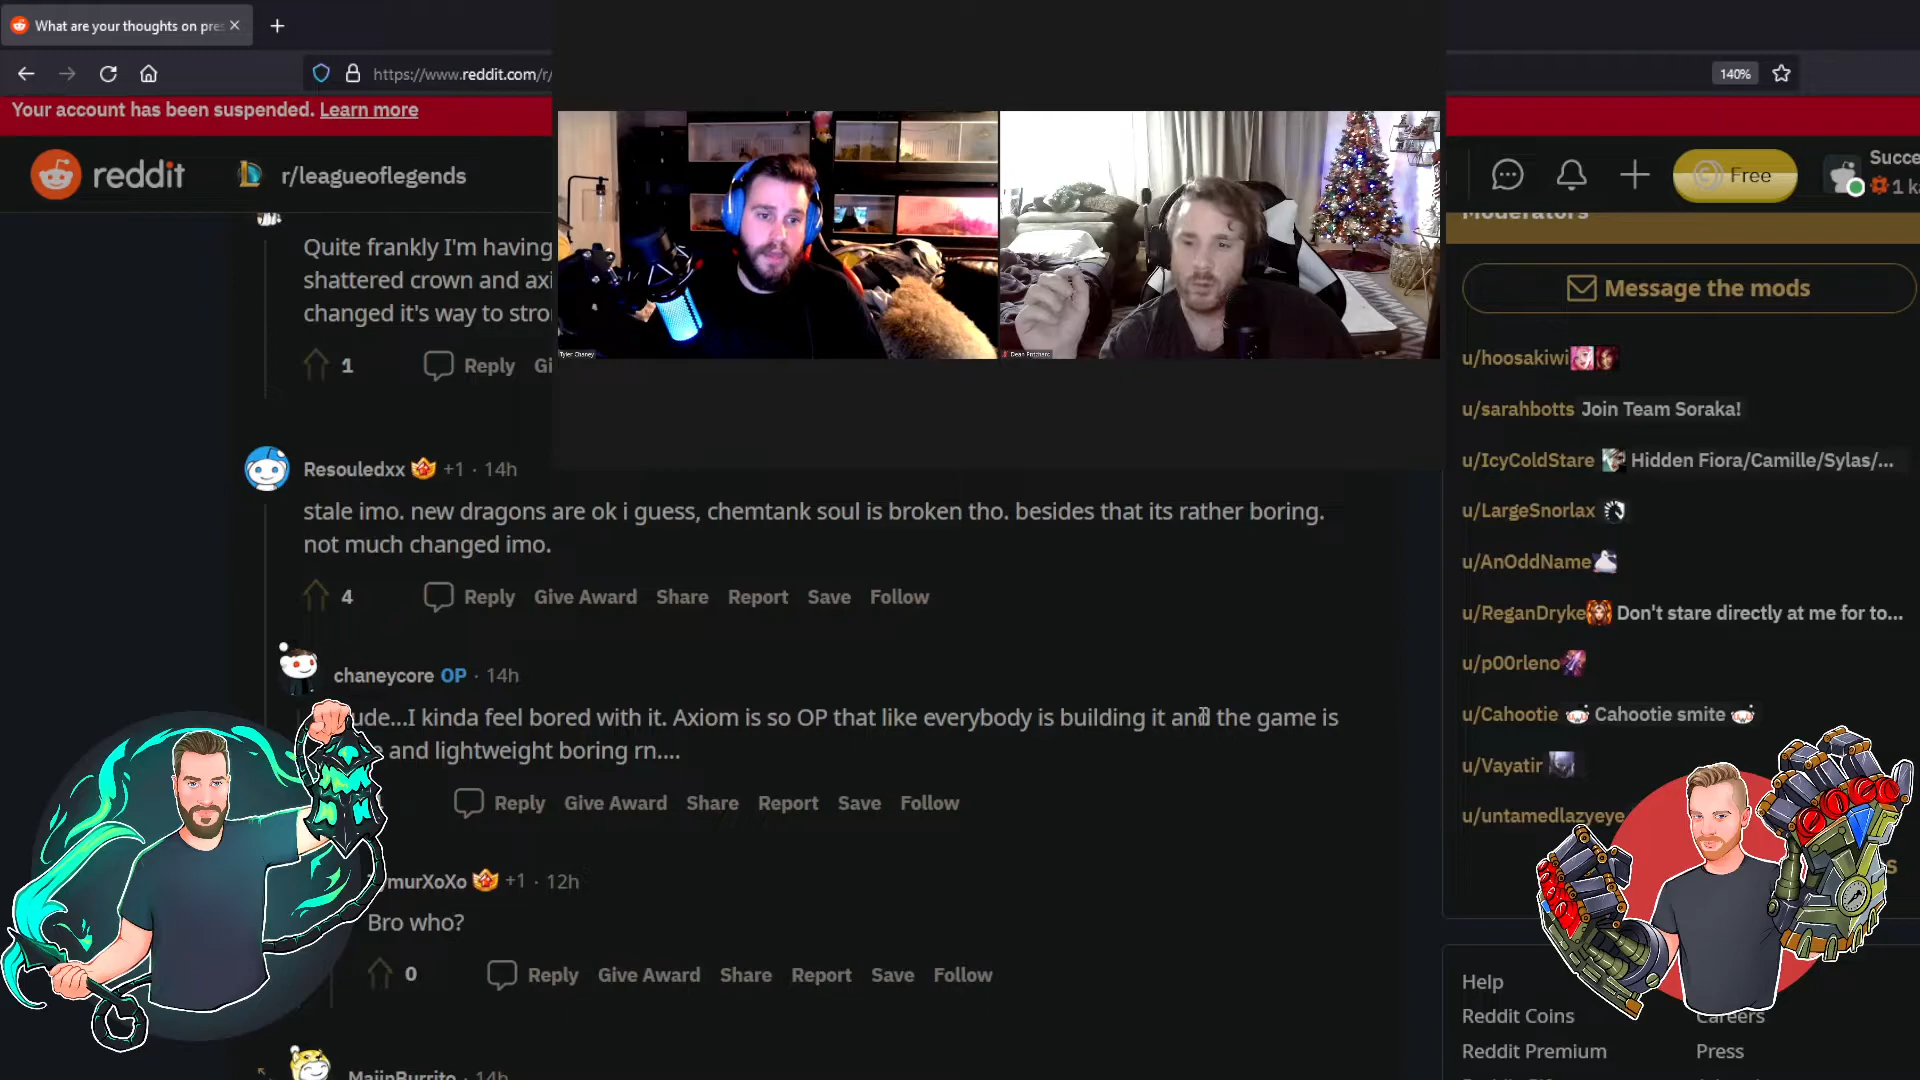 What are your thoughts on pre
https://www.reddit.com/r/
140%
Your account has been suspended. Learn more
reddit
r/leagueoflegends
Free
Succe
1 k
Quite frankly I'm having
shattered crown and axi
changed it's way to stro
1
Reply
Gi
Tyler Chaney
Dean Pritchard
Resouledxx +1 · 14h
stale imo. new dragons are ok i guess, chemtank soul is broken tho. besides that its rather boring.
not much changed imo.
4
Reply Give Award Share Report Save Follow
chaneycore OP · 14h
ude...I kinda feel bored with it. Axiom is so OP that like everybody is building it and the game is
and lightweight boring rn....
Reply Give Award Share Report Save Follow
murXoXo +1 · 12h
Bro who?
0
Reply Give Award Share Report Save Follow
MajinBurrito · 14h
Moderators
Message the mods
u/hoosakiwi
u/sarahbotts Join Team Soraka!
u/IcyColdStare Hidden Fiora/Camille/Sylas/...
u/LargeSnorlax
u/AnOddName
u/ReganDryke Don't stare directly at me for to...
u/p00rleno
u/Cahootie Cahootie smite
u/Vayatir
u/untamedlazyeye
S
Help
Reddit Coins
Careers
Reddit Premium
Press